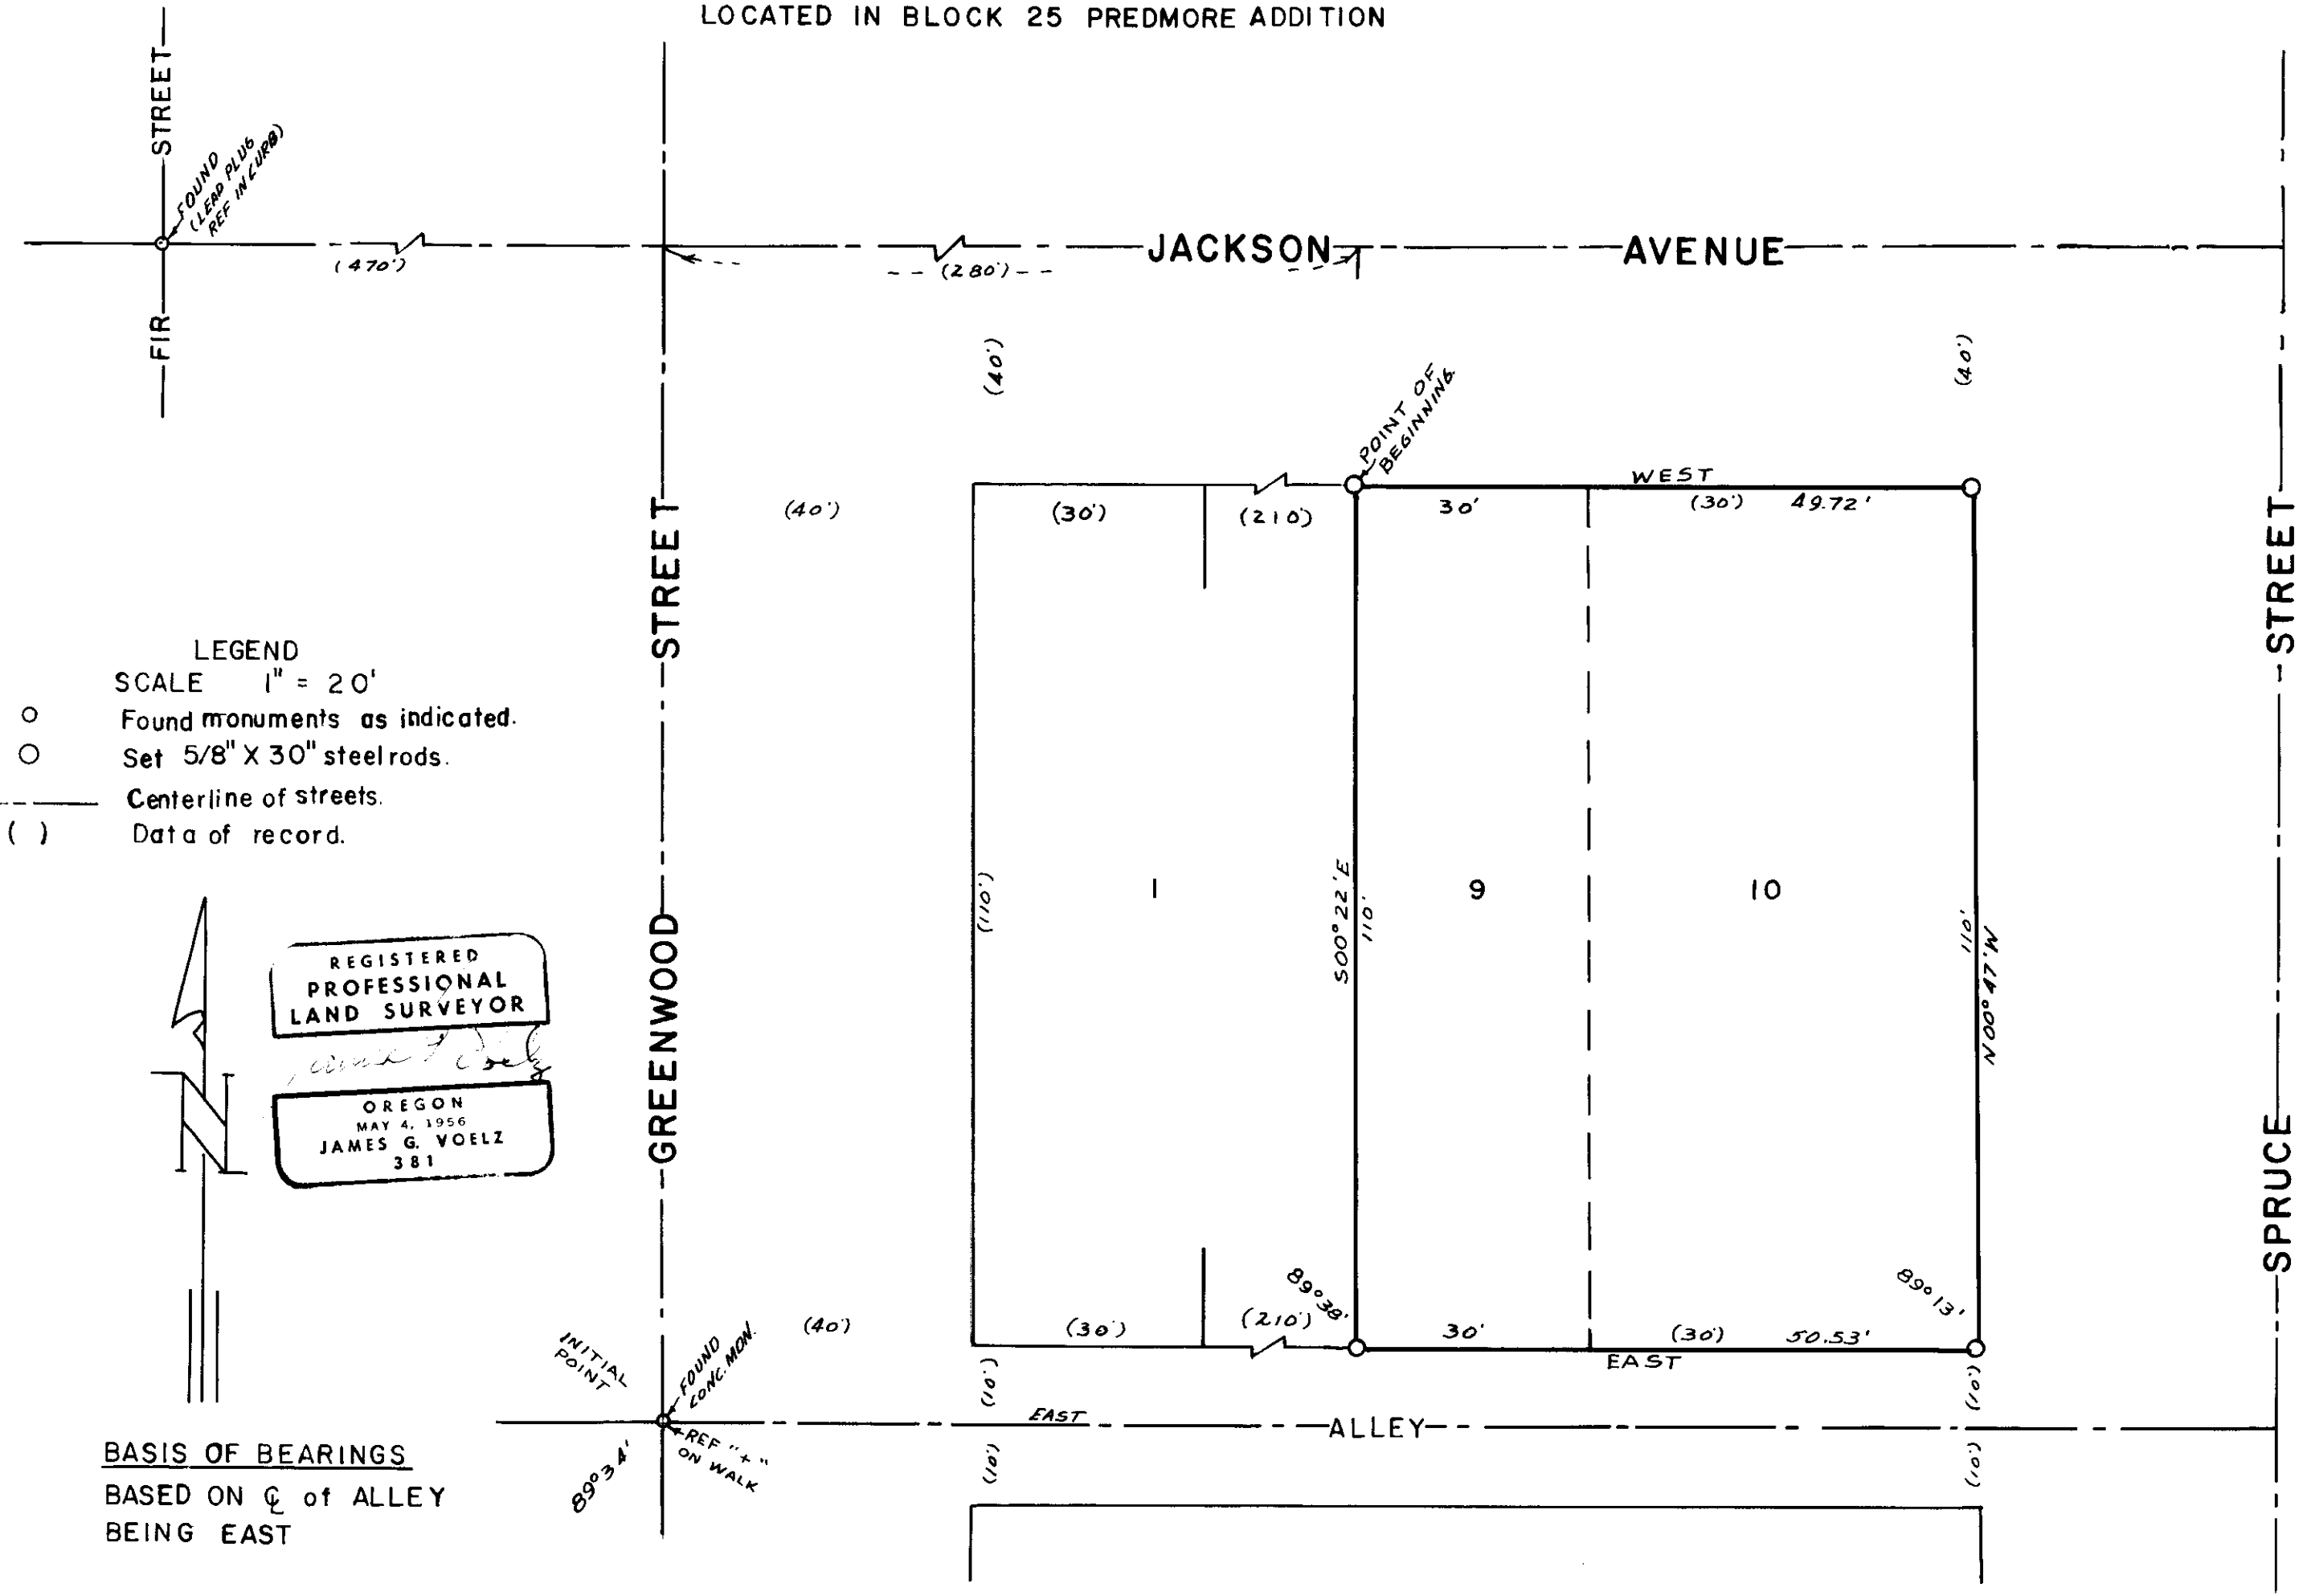 LOCATED IN BLOCK 25 PREDMORE ADDITION
STREET
FIR
FOUND
(LEAD PLUG
REF IN CURB)
(470')
(280')
JACKSON AVENUE
(40')
(40')
POINT OF
BEGINNING.
WEST
(40')
(30')
(210')
30'
(30') 49.72'
GREENWOOD STREET
SPRUCE STREET
LEGEND
SCALE 1" = 20'
Found monuments as indicated.
Set 5/8" X 30" steel rods.
Centerline of streets.
( ) Data of record.
(110')
1
S00°22'E
110'
9
10
110'
N00°47'W
REGISTERED
PROFESSIONAL
LAND SURVEYOR
OREGON
MAY 4, 1956
JAMES G. VOELZ
381
N
89°38'
89°13'
(40')
(30')
(210')
30'
(30') 50.53'
EAST
INITIAL
POINT
FOUND
CONC. MON.
(10')
(10')
EAST
ALLEY
REF "+"
ON WALK
89°34'
(10')
(10')
BASIS OF BEARINGS
BASED ON ℄ of ALLEY
BEING EAST